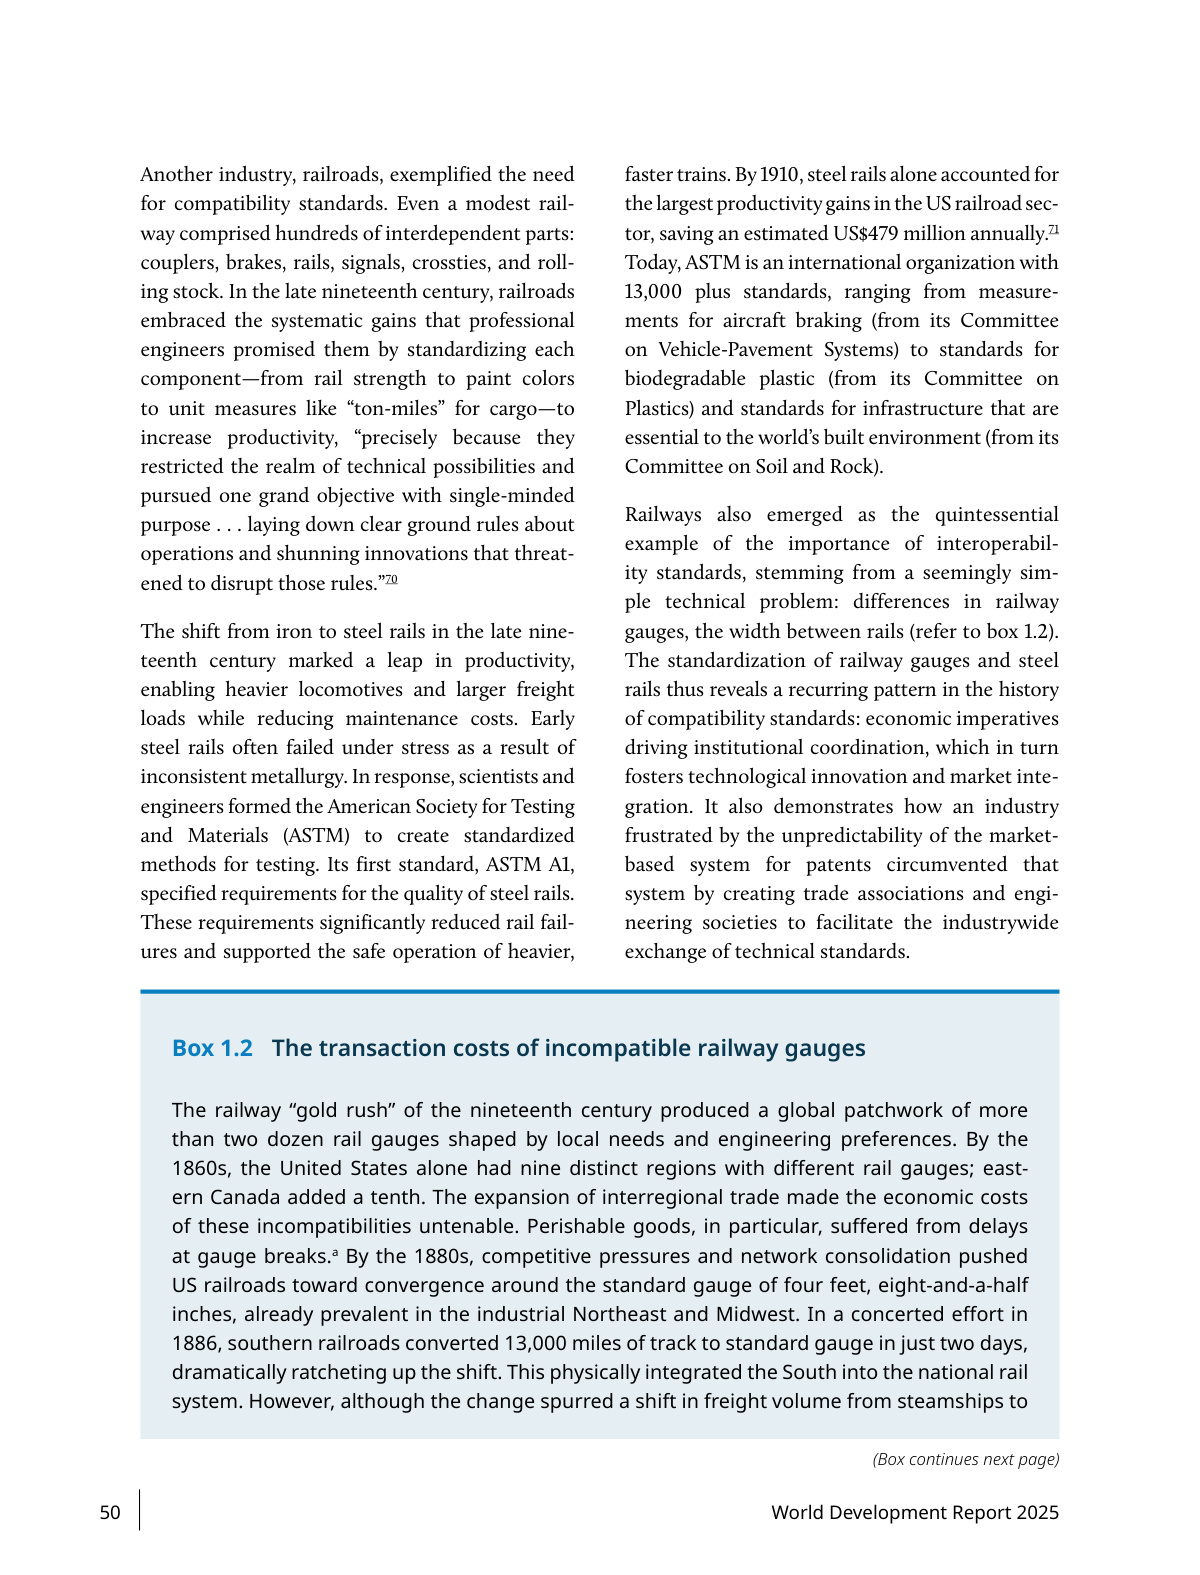 Another industry, railroads, exemplified the need
for compatibility standards. Even a modest rail-
way comprised hundreds of interdependent parts:
couplers, brakes, rails, signals, crossties, and roll-
ing stock. In the late nineteenth century, railroads
embraced the systematic gains that professional
engineers promised them by standardizing each
component—from rail strength to paint colors
to unit measures like “ton-miles” for cargo—to
increase productivity, “precisely because they
restricted the realm of technical possibilities and
pursued one grand objective with single-minded
purpose . . . laying down clear ground rules about
operations and shunning innovations that threat-
ened to disrupt those rules.”70
The shift from iron to steel rails in the late nine-
teenth century marked a leap in productivity,
enabling heavier locomotives and larger freight
loads while reducing maintenance costs. Early
steel rails often failed under stress as a result of
inconsistent metallurgy. In response, scientists and
engineers formed the American Society for Testing
and Materials (ASTM) to create standardized
methods for testing. Its first standard, ASTM A1,
specified requirements for the quality of steel rails.
These requirements significantly reduced rail fail-
ures and supported the safe operation of heavier,
faster trains. By 1910, steel rails alone accounted for
the largest productivity gains in the US railroad sec-
tor, saving an estimated US$479 million annually.71
Today, ASTM is an international organization with
13,000 plus standards, ranging from measure-
ments for aircraft braking (from its Committee
on Vehicle-Pavement Systems) to standards for
biodegradable plastic (from its Committee on
Plastics) and standards for infrastructure that are
essential to the world’s built environment (from its
Committee on Soil and Rock).
Railways also emerged as the quintessential
example of the importance of interoperabil-
ity standards, stemming from a seemingly sim-
ple technical problem: differences in railway
gauges, the width between rails (refer to box 1.2).
The standardization of railway gauges and steel
rails thus reveals a recurring pattern in the history
of compatibility standards: economic imperatives
driving institutional coordination, which in turn
fosters technological innovation and market inte-
gration. It also demonstrates how an industry
frustrated by the unpredictability of the market-
based system for patents circumvented that
system by creating trade associations and engi-
neering societies to facilitate the industrywide
exchange of technical standards.
Box 1.2 The transaction costs of incompatible railway gauges
The railway “gold rush” of the nineteenth century produced a global patchwork of more
than two dozen rail gauges shaped by local needs and engineering preferences. By the
1860s, the United States alone had nine distinct regions with different rail gauges; east-
ern Canada added a tenth. The expansion of interregional trade made the economic costs
of these incompatibilities untenable. Perishable goods, in particular, suffered from delays
at gauge breaks.a By the 1880s, competitive pressures and network consolidation pushed
US railroads toward convergence around the standard gauge of four feet, eight-and-a-half
inches, already prevalent in the industrial Northeast and Midwest. In a concerted effort in
1886, southern railroads converted 13,000 miles of track to standard gauge in just two days,
dramatically ratcheting up the shift. This physically integrated the South into the national rail
system. However, although the change spurred a shift in freight volume from steamships to
(Box continues next page)
50
World Development Report 2025